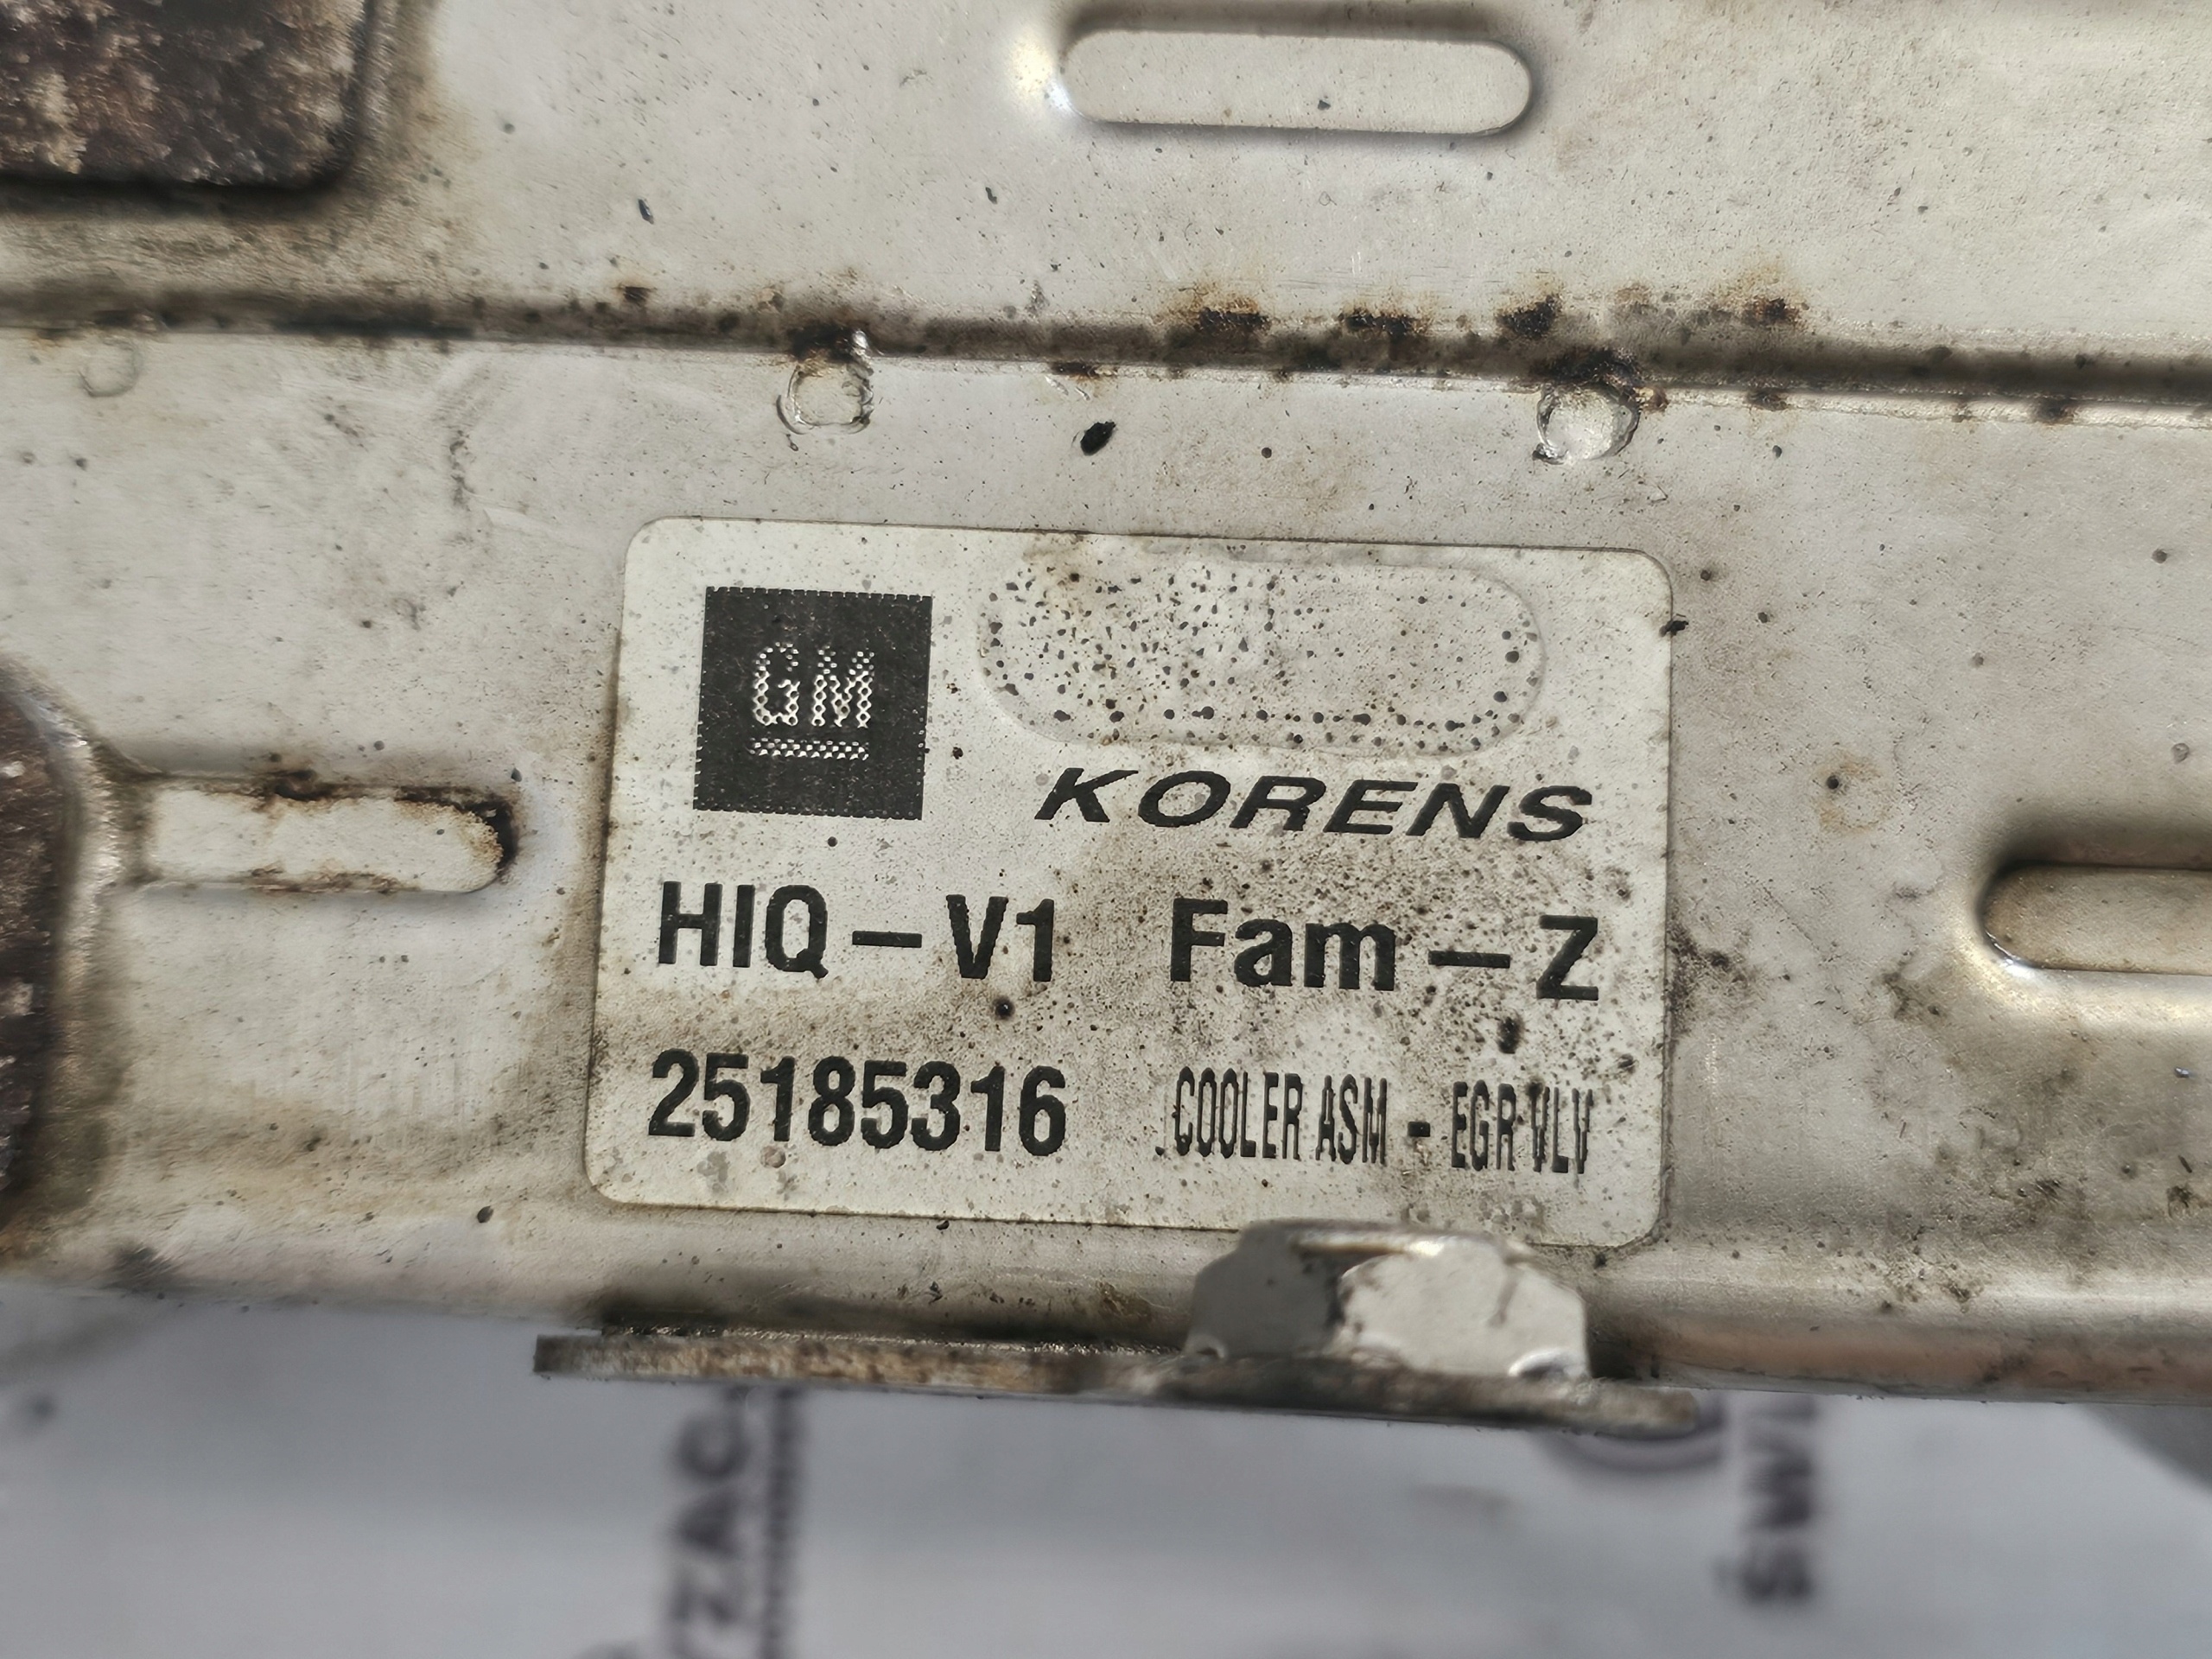 GM
KORENS
HIQ-V1 Fam-Z
25185316 COOLER ASM - EGR VLV